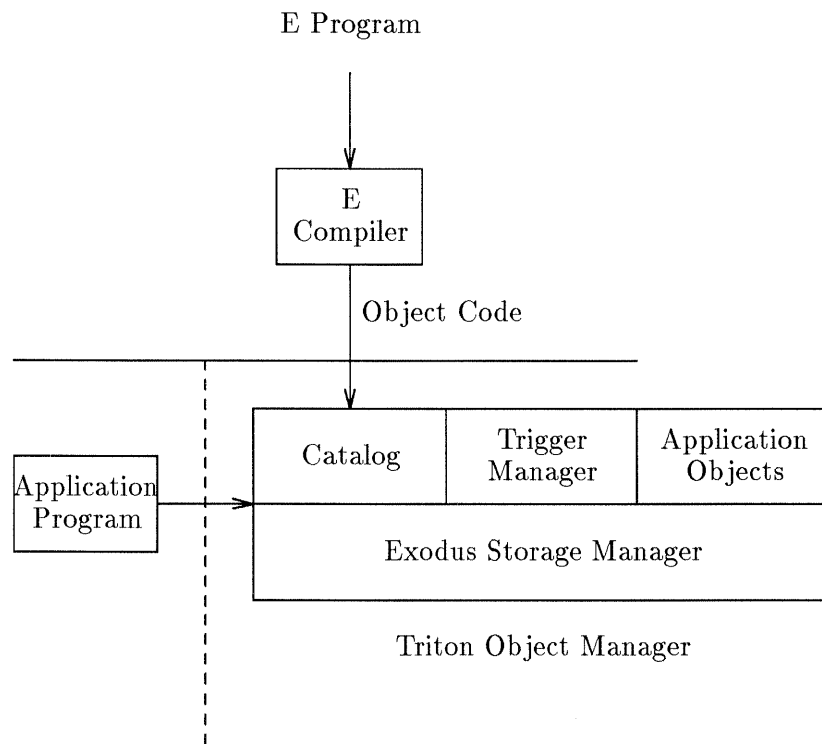 E Program
E
Compiler
Object Code
Catalog
Trigger
Manager
Application
Objects
Application
Program
Exodus Storage Manager
Triton Object Manager